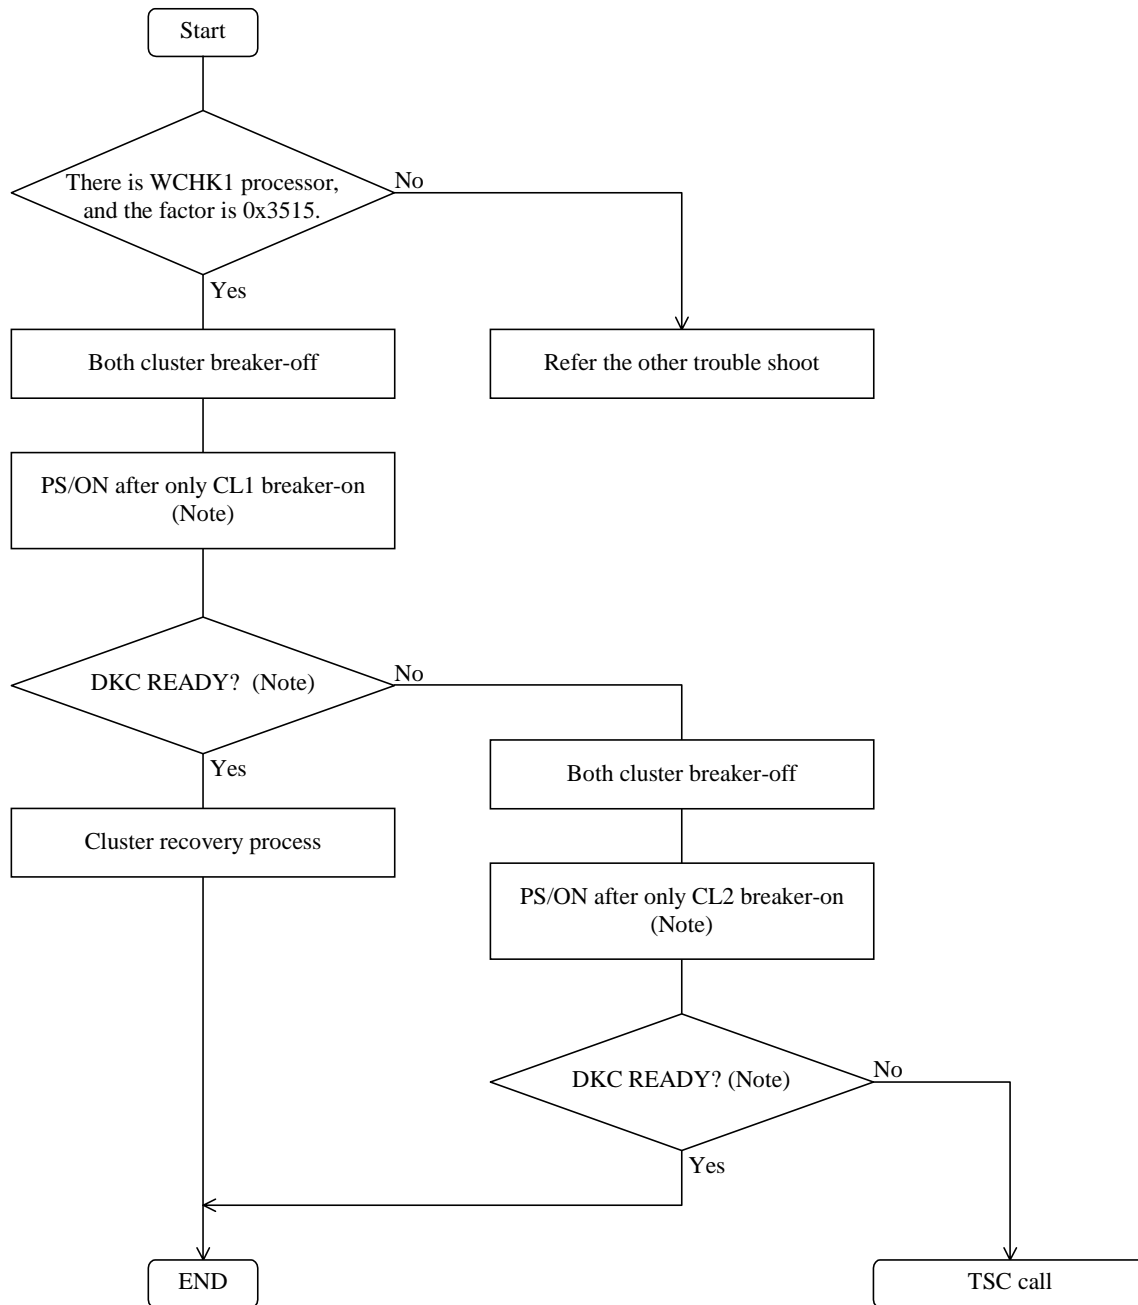 Start
There is WCHK1 processor,
and the factor is 0x3515.
No
Yes
Both cluster breaker-off
Refer the other trouble shoot
PS/ON after only CL1 breaker-on
(Note)
DKC READY?  (Note)
No
Yes
Both cluster breaker-off
Cluster recovery process
PS/ON after only CL2 breaker-on
(Note)
DKC READY? (Note)
No
Yes
END
TSC call